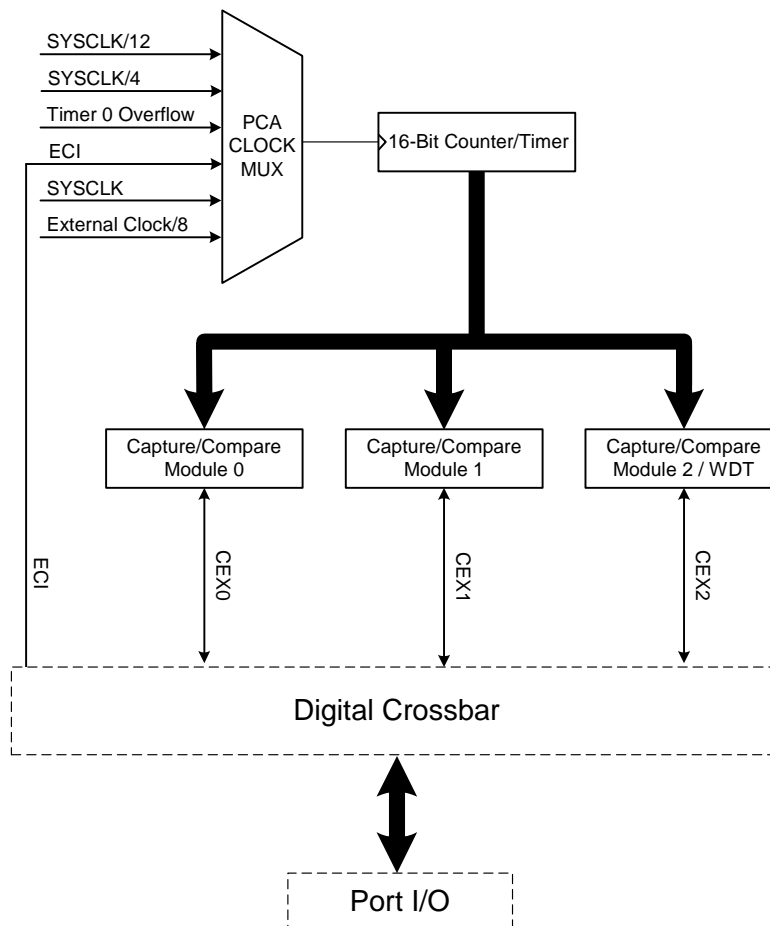 SYSCLK/12
SYSCLK/4
Timer 0 Overflow
ECI
SYSCLK
External Clock/8
PCA
CLOCK
MUX
16-Bit Counter/Timer
Capture/Compare
Module 0
Capture/Compare
Module 1
Capture/Compare
Module 2 / WDT
ECI
CEX0
CEX1
CEX2
Digital Crossbar
Port I/O